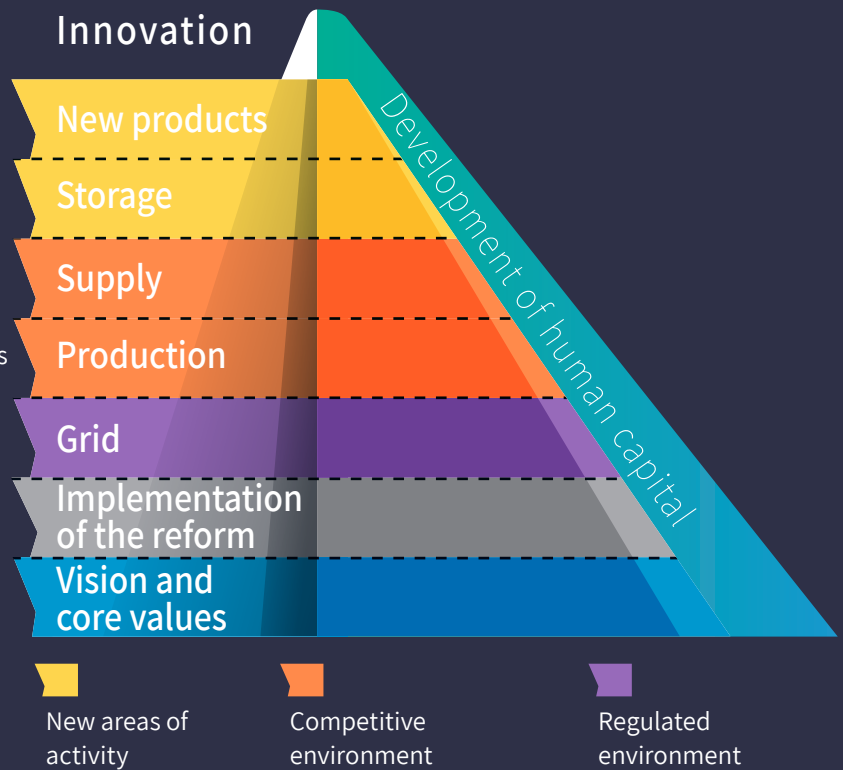 Innovation
New products
Storage
Supply
Production
s
Grid
Implementation
of the reform
Vision and
core values
Development of human capital
New areas of
activity
Competitive
environment
Regulated
environment